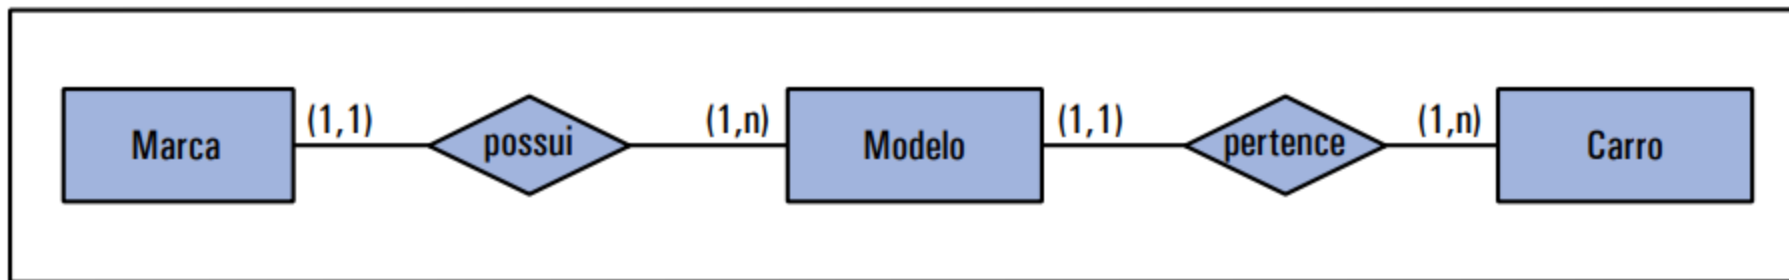 (1,1) (1,n) (1,1) (1,n)
Marca possui Modelo pertence Carro